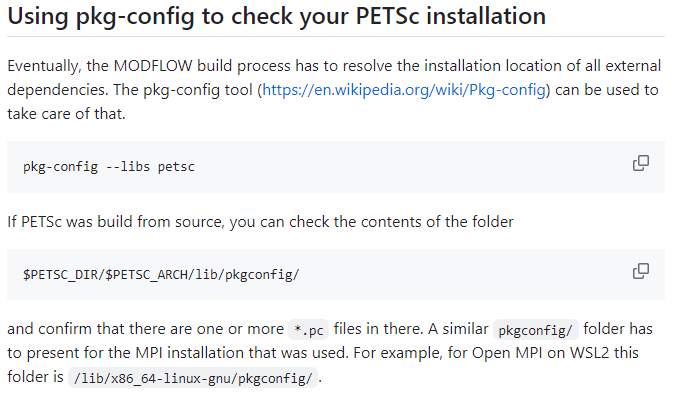 Using pkg-config to check your PETSc installation
Eventually, the MODFLOW build process has to resolve the installation location of all external
dependencies. The pkg-config tool (https://en.wikipedia.org/wiki/Pkg-config) can be used to
take care of that.
pkg-config --libs petsc
If PETSc was build from source, you can check the contents of the folder
$PETSC_DIR/$PETSC_ARCH/lib/pkgconfig/
and confirm that there are one or more *.pc files in there. A similar pkgconfig/ folder has
to present for the MPI installation that was used. For example, for Open MPI on WSL2 this
folder is /lib/x86_64-linux-gnu/pkgconfig/ .